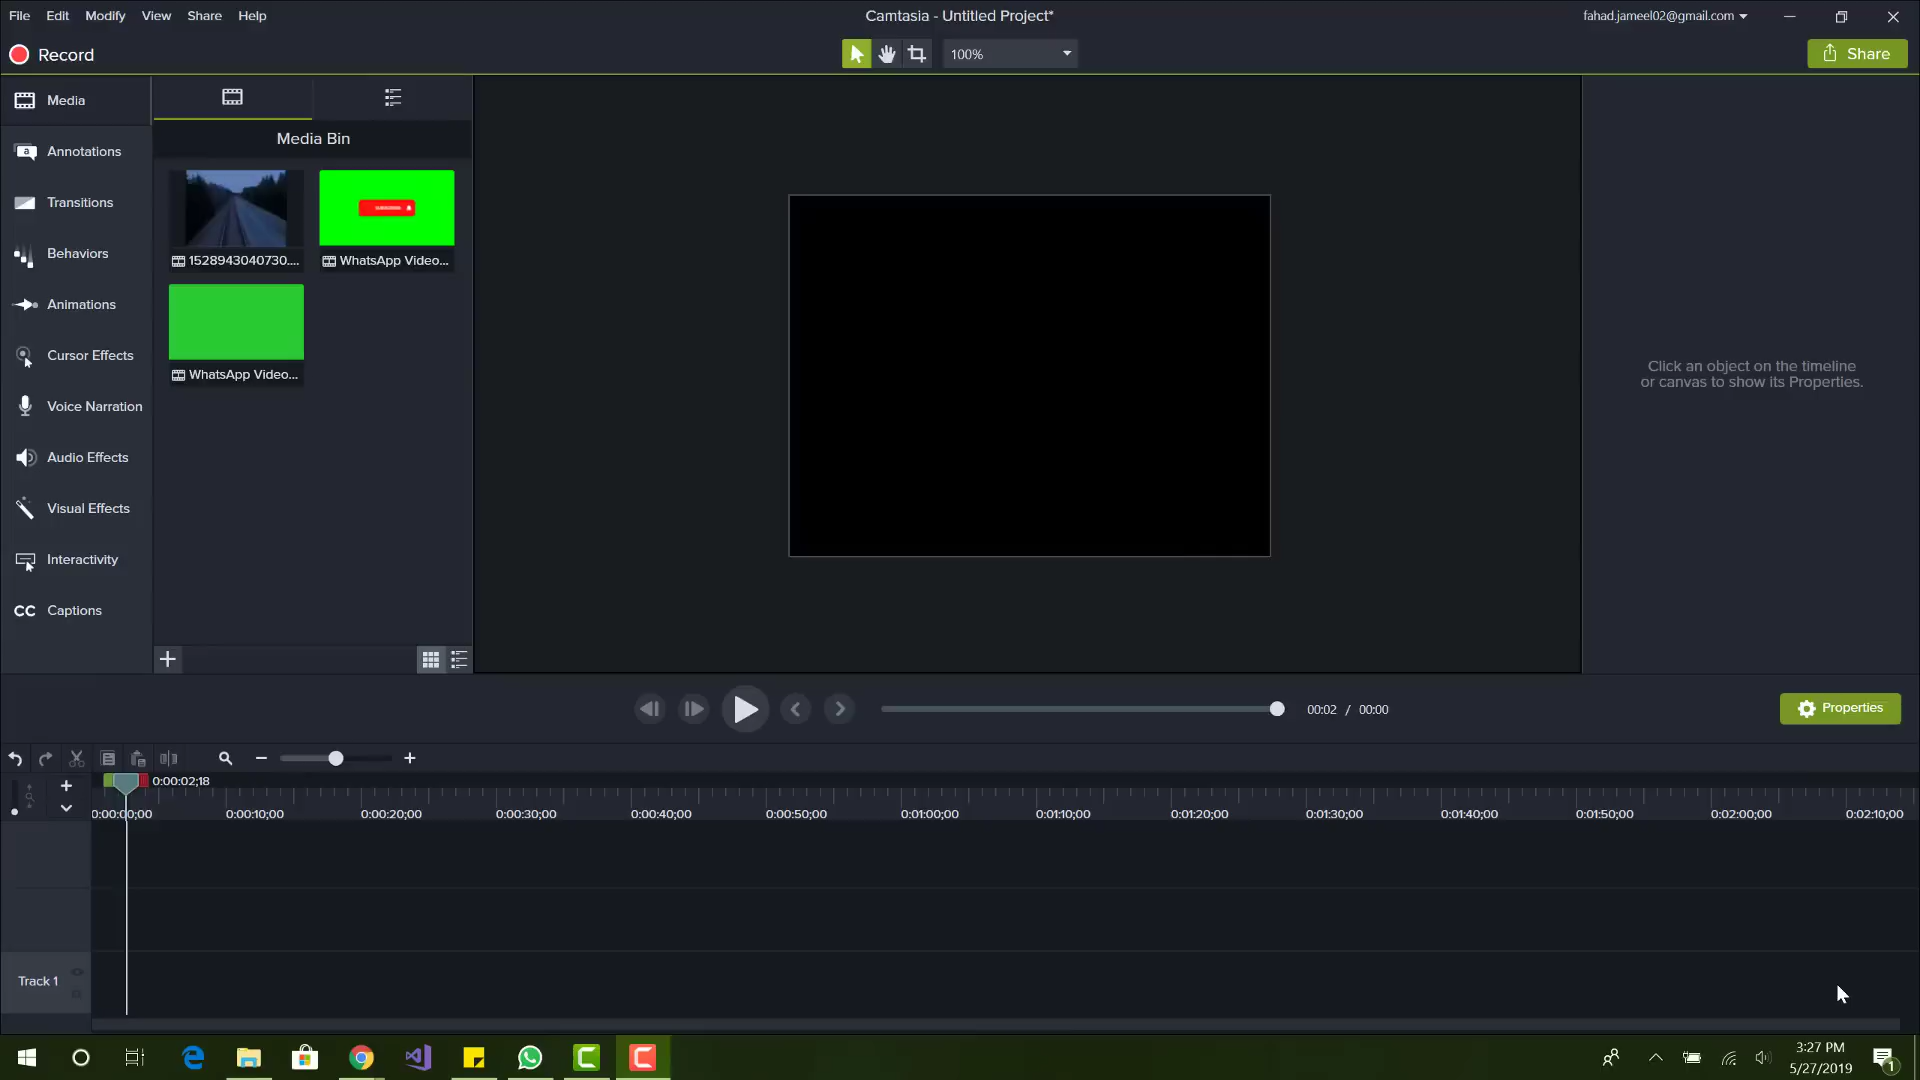 File Edit Modify View Share Help
Camtasia - Untitled Project*
fahad.jameel02@gmail.com
Record
100%
Share
Media
Annotations
Transitions
Behaviors
Animations
Cursor Effects
Voice Narration
Audio Effects
Visual Effects
Interactivity
CC Captions
Media Bin
1528943040730....
WhatsApp Video...
WhatsApp Video...
Click an object on the timeline
or canvas to show its Properties.
00:02 / 00:00
Properties
0:00:02;18
0:00:00;00 0:00:10;00 0:00:20;00 0:00:30;00 0:00:40;00 0:00:50;00 0:01:00;00 0:01:10;00 0:01:20;00 0:01:30;00 0:01:40;00 0:01:50;00 0:02:00;00 0:02:10;00
Track 1
3:27 PM
5/27/2019
1